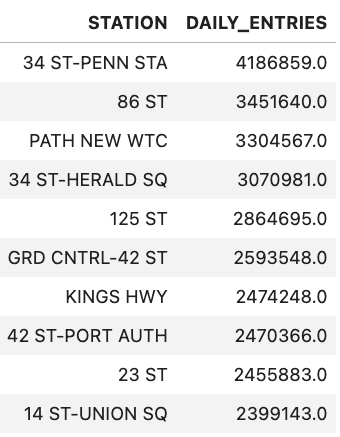 STATION DAILY_ENTRIES
34 ST-PENN STA 4186859.0
86 ST 3451640.0
PATH NEW WTC 3304567.0
34 ST-HERALD SQ 3070981.0
125 ST 2864695.0
GRD CNTRL-42 ST 2593548.0
KINGS HWY 2474248.0
42 ST-PORT AUTH 2470366.0
23 ST 2455883.0
14 ST-UNION SQ 2399143.0